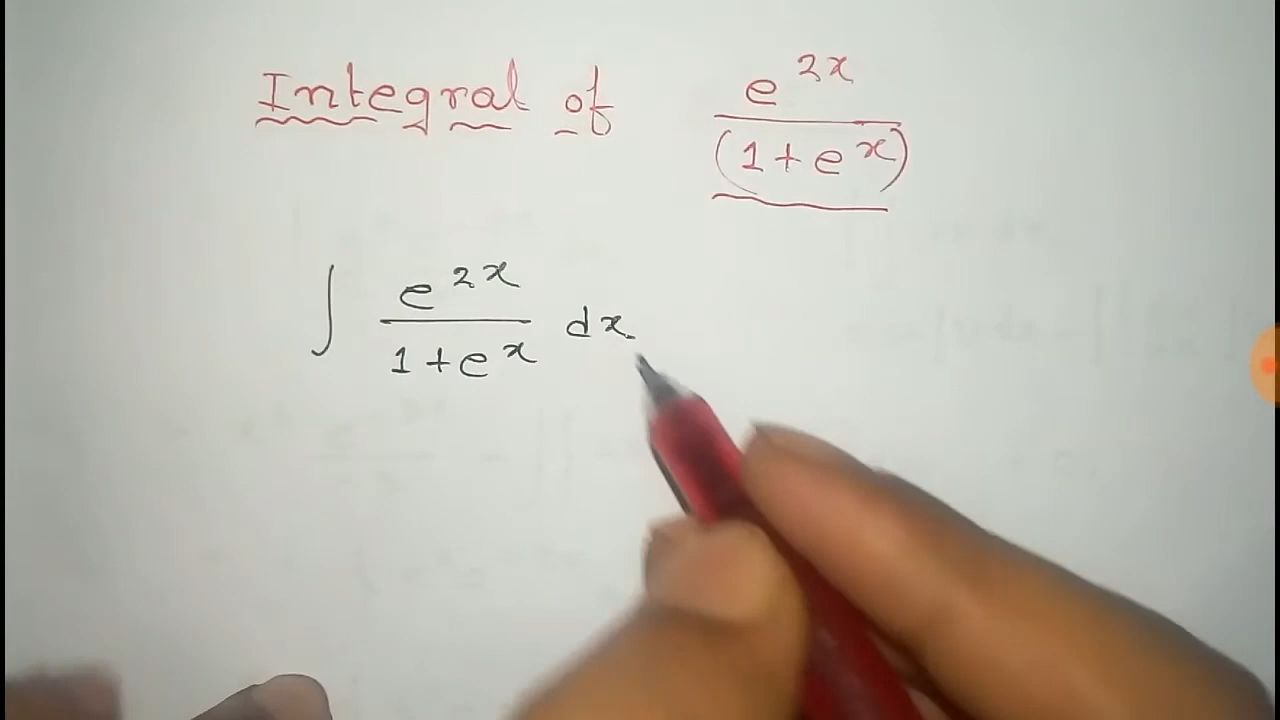 Integral of e^{2x}/(1+e^x)
∫ e^{2x}/1+e^x dx